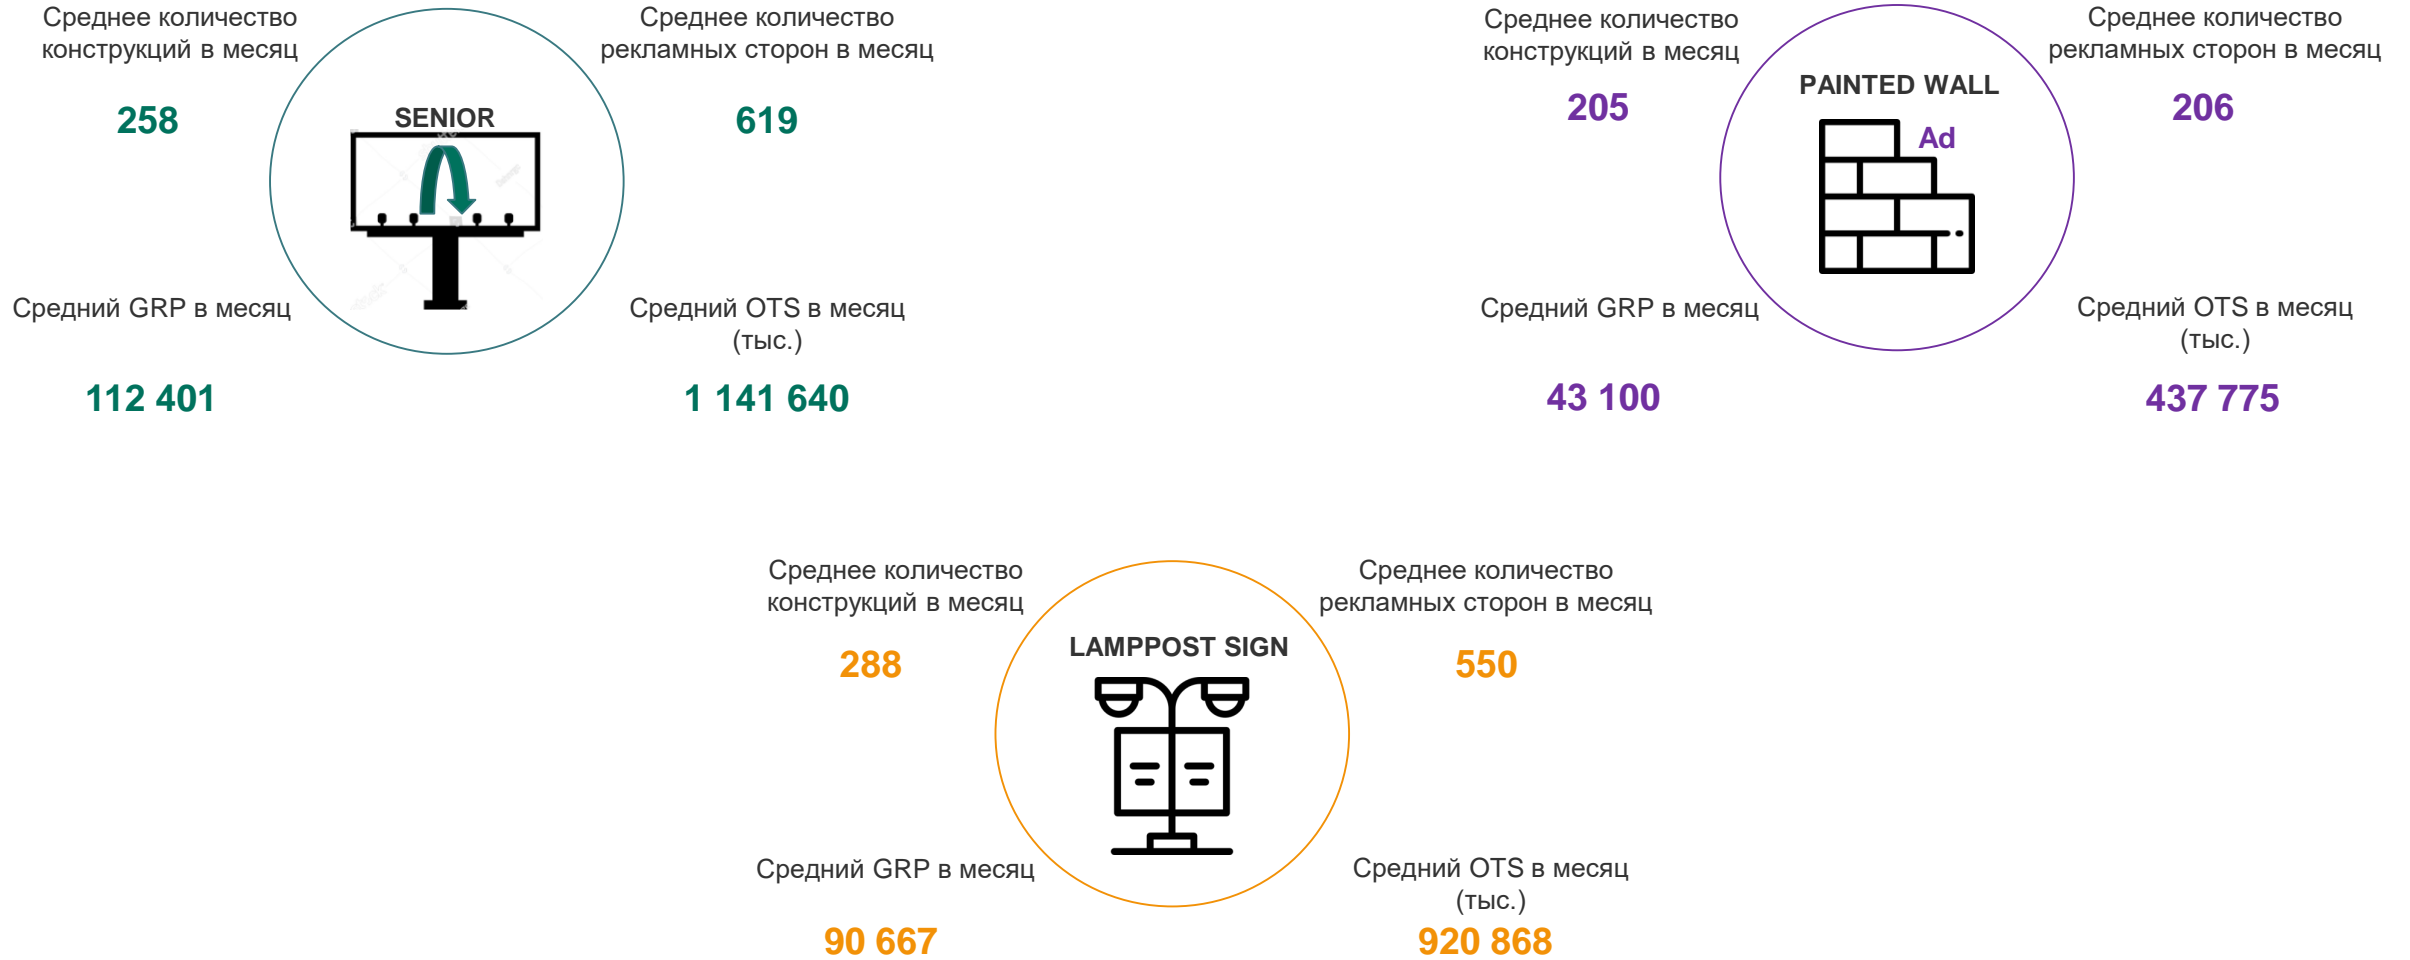 Среднее количество
конструкций в месяц
258
SENIOR
Среднее количество
рекламных сторон в месяц
619
Средний GRP в месяц
112 401
Средний OTS в месяц
(тыс.)
1 141 640
Среднее количество
конструкций в месяц
205
PAINTED WALL
Ad
Среднее количество
рекламных сторон в месяц
206
Средний GRP в месяц
43 100
Средний OTS в месяц
(тыс.)
437 775
Среднее количество
конструкций в месяц
288
LAMPPOST SIGN
Среднее количество
рекламных сторон в месяц
550
Средний GRP в месяц
90 667
Средний OTS в месяц
(тыс.)
920 868